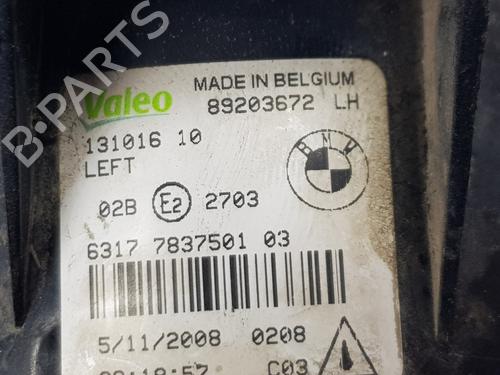 B-PARTS
MADE IN BELGIUM
Valeo
89203672 LH
131016 10
LEFT
BMW
02B E2 2703
6317 7837501 03
5/11/2008 0208
C03